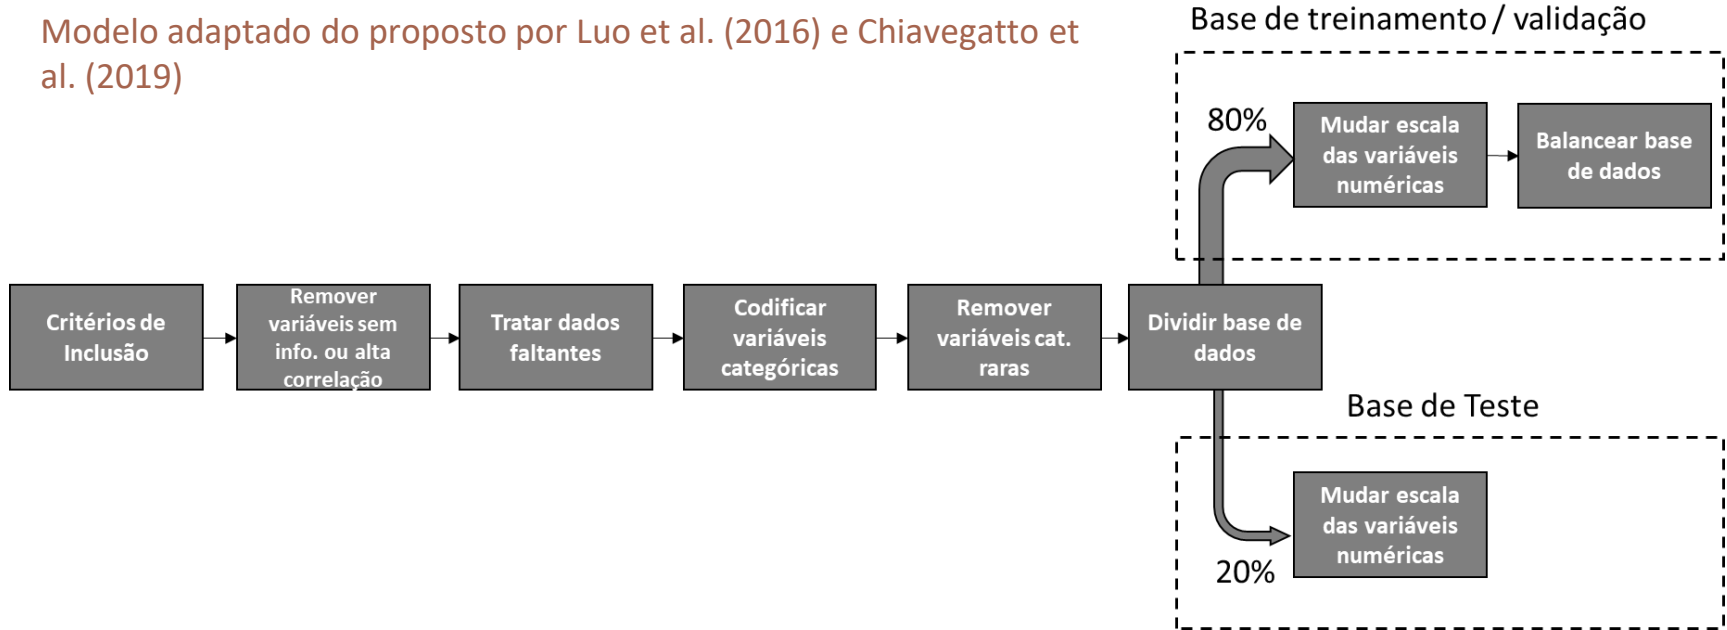 Modelo adaptado do proposto por Luo et al. (2016) e Chiavegatto et
al. (2019)
Base de treinamento / validação
80%
Mudar escala
das variáveis
numéricas
Balancear base
de dados
Critérios de
Inclusão
Remover
variáveis sem
info. ou alta
correlação
Tratar dados
faltantes
Codificar
variáveis
categóricas
Remover
variáveis cat.
raras
Dividir base de
dados
Base de Teste
Mudar escala
das variáveis
numéricas
20%